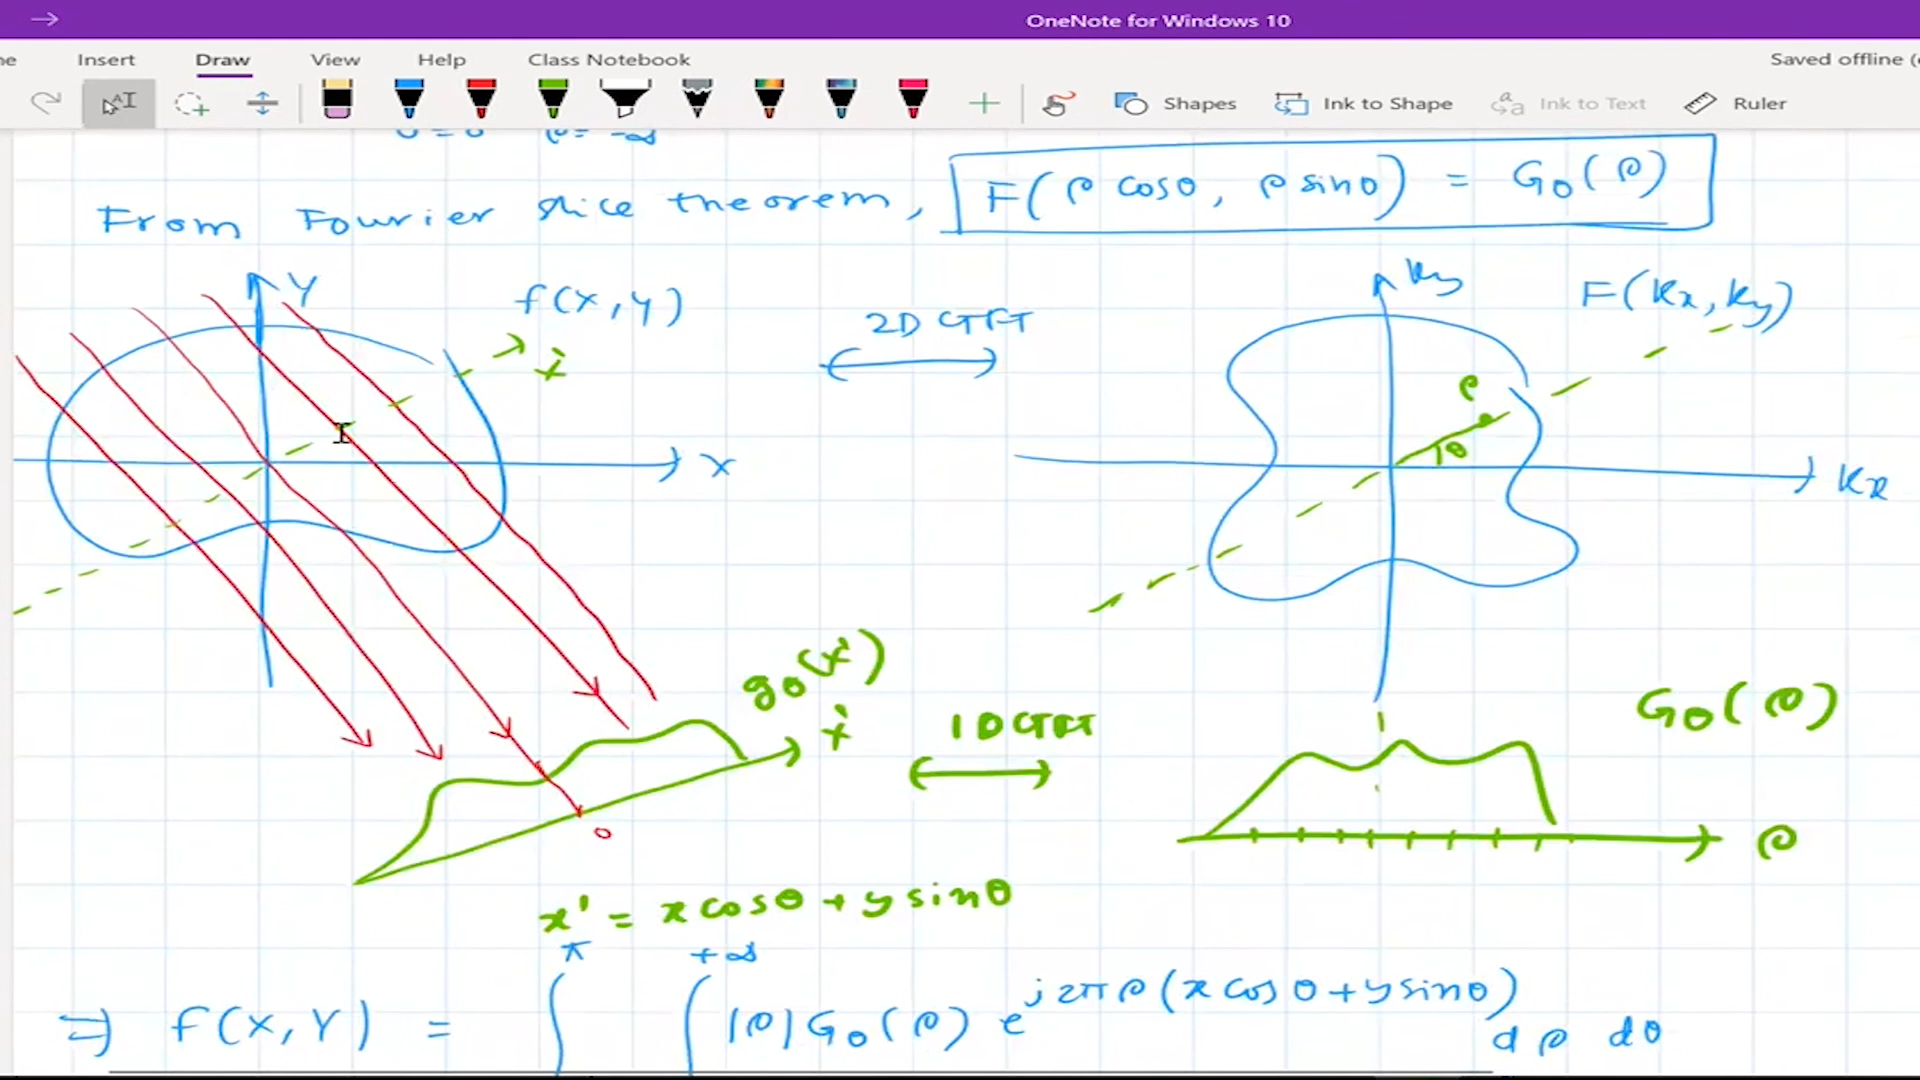 OneNote for Windows 10
Insert Draw View Help Class Notebook
Saved offline
Shapes Ink to Shape Ink to Text Ruler
From Fourier slice theorem, F(ρ cosθ, ρ sinθ) = Gθ(ρ)
Y
f(x,y)
2D CTFT
ky
F(kx, ky)
x'
ρ
θ
x
kx
gθ(x')
x'
1D CTFT
Gθ(ρ)
0
ρ
x' = x cosθ + y sinθ
π +∞
⇒ f(x,y) = ∫ ∫ |ρ| Gθ(ρ) e^{j2πρ(x cosθ + y sinθ)} dρ dθ